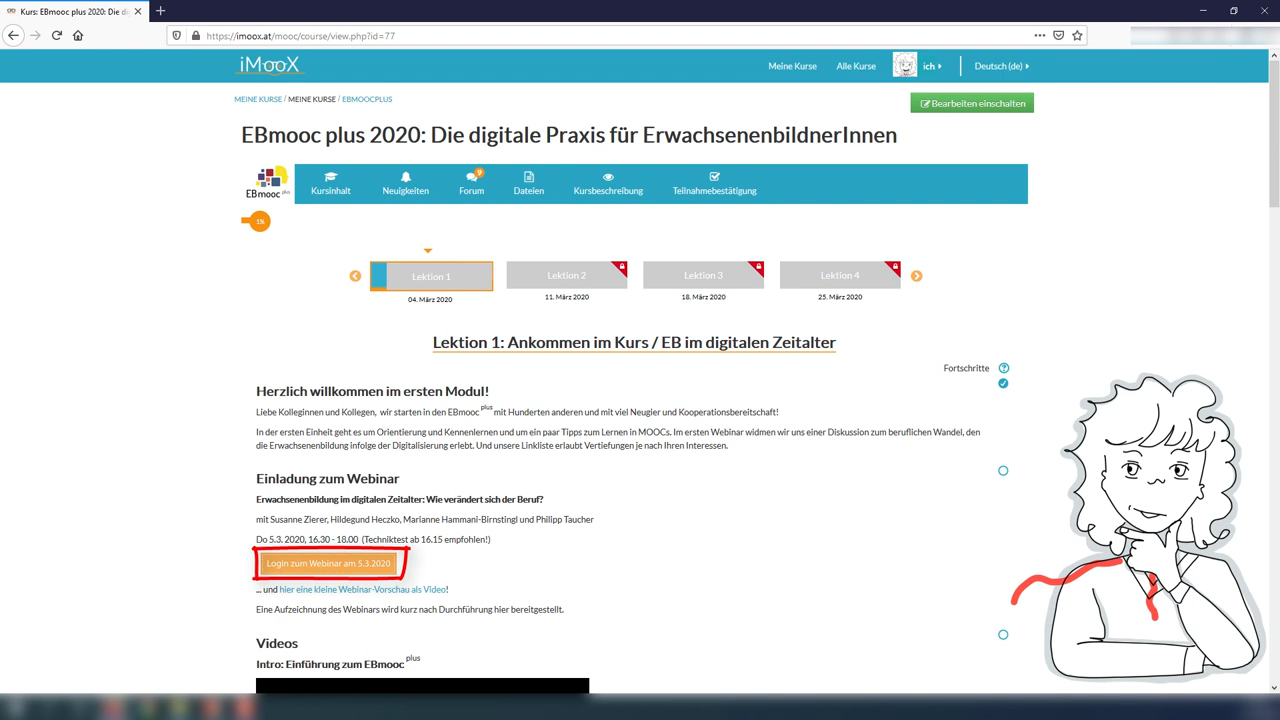 Kurs: EBmooc plus 2020: Die di
https://imoox.at/mooc/course/view.php?id=77
iMooX
Meine Kurse
Alle Kurse
ich
Deutsch (de)
MEINE KURSE / MEINE KURSE / EBMOOCPLUS
Bearbeiten einschalten
EBmooc plus 2020: Die digitale Praxis für ErwachsenenbildnerInnen
EBmooc plus
Kursinhalt
Neuigkeiten
9
Forum
Dateien
Kursbeschreibung
Teilnahmebestätigung
1%
Lektion 1
Lektion 2
Lektion 3
Lektion 4
04. März 2020
11. März 2020
18. März 2020
25. März 2020
Lektion 1: Ankommen im Kurs / EB im digitalen Zeitalter
Fortschritte
Herzlich willkommen im ersten Modul!
Liebe Kolleginnen und Kollegen, wir starten in den EBmooc plus mit Hunderten anderen und mit viel Neugier und Kooperationsbereitschaft!
In der ersten Einheit geht es um Orientierung und Kennenlernen und um ein paar Tipps zum Lernen in MOOCs. Im ersten Webinar widmen wir uns einer Diskussion zum beruflichen Wandel, den
die Erwachsenenbildung infolge der Digitalisierung erlebt. Und unsere Linkliste erlaubt Vertiefungen je nach Ihren Interessen.
Einladung zum Webinar
Erwachsenenbildung im digitalen Zeitalter: Wie verändert sich der Beruf?
mit Susanne Zierer, Hildegund Heczko, Marianne Hammani-Birnstingl und Philipp Taucher
Do 5.3. 2020, 16.30 - 18.00 (Techniktest ab 16.15 empfohlen!)
Login zum Webinar am 5.3.2020
... und hier eine kleine Webinar-Vorschau als Video!
Eine Aufzeichnung des Webinars wird kurz nach Durchführung hier bereitgestellt.
Videos
Intro: Einführung zum EBmooc plus